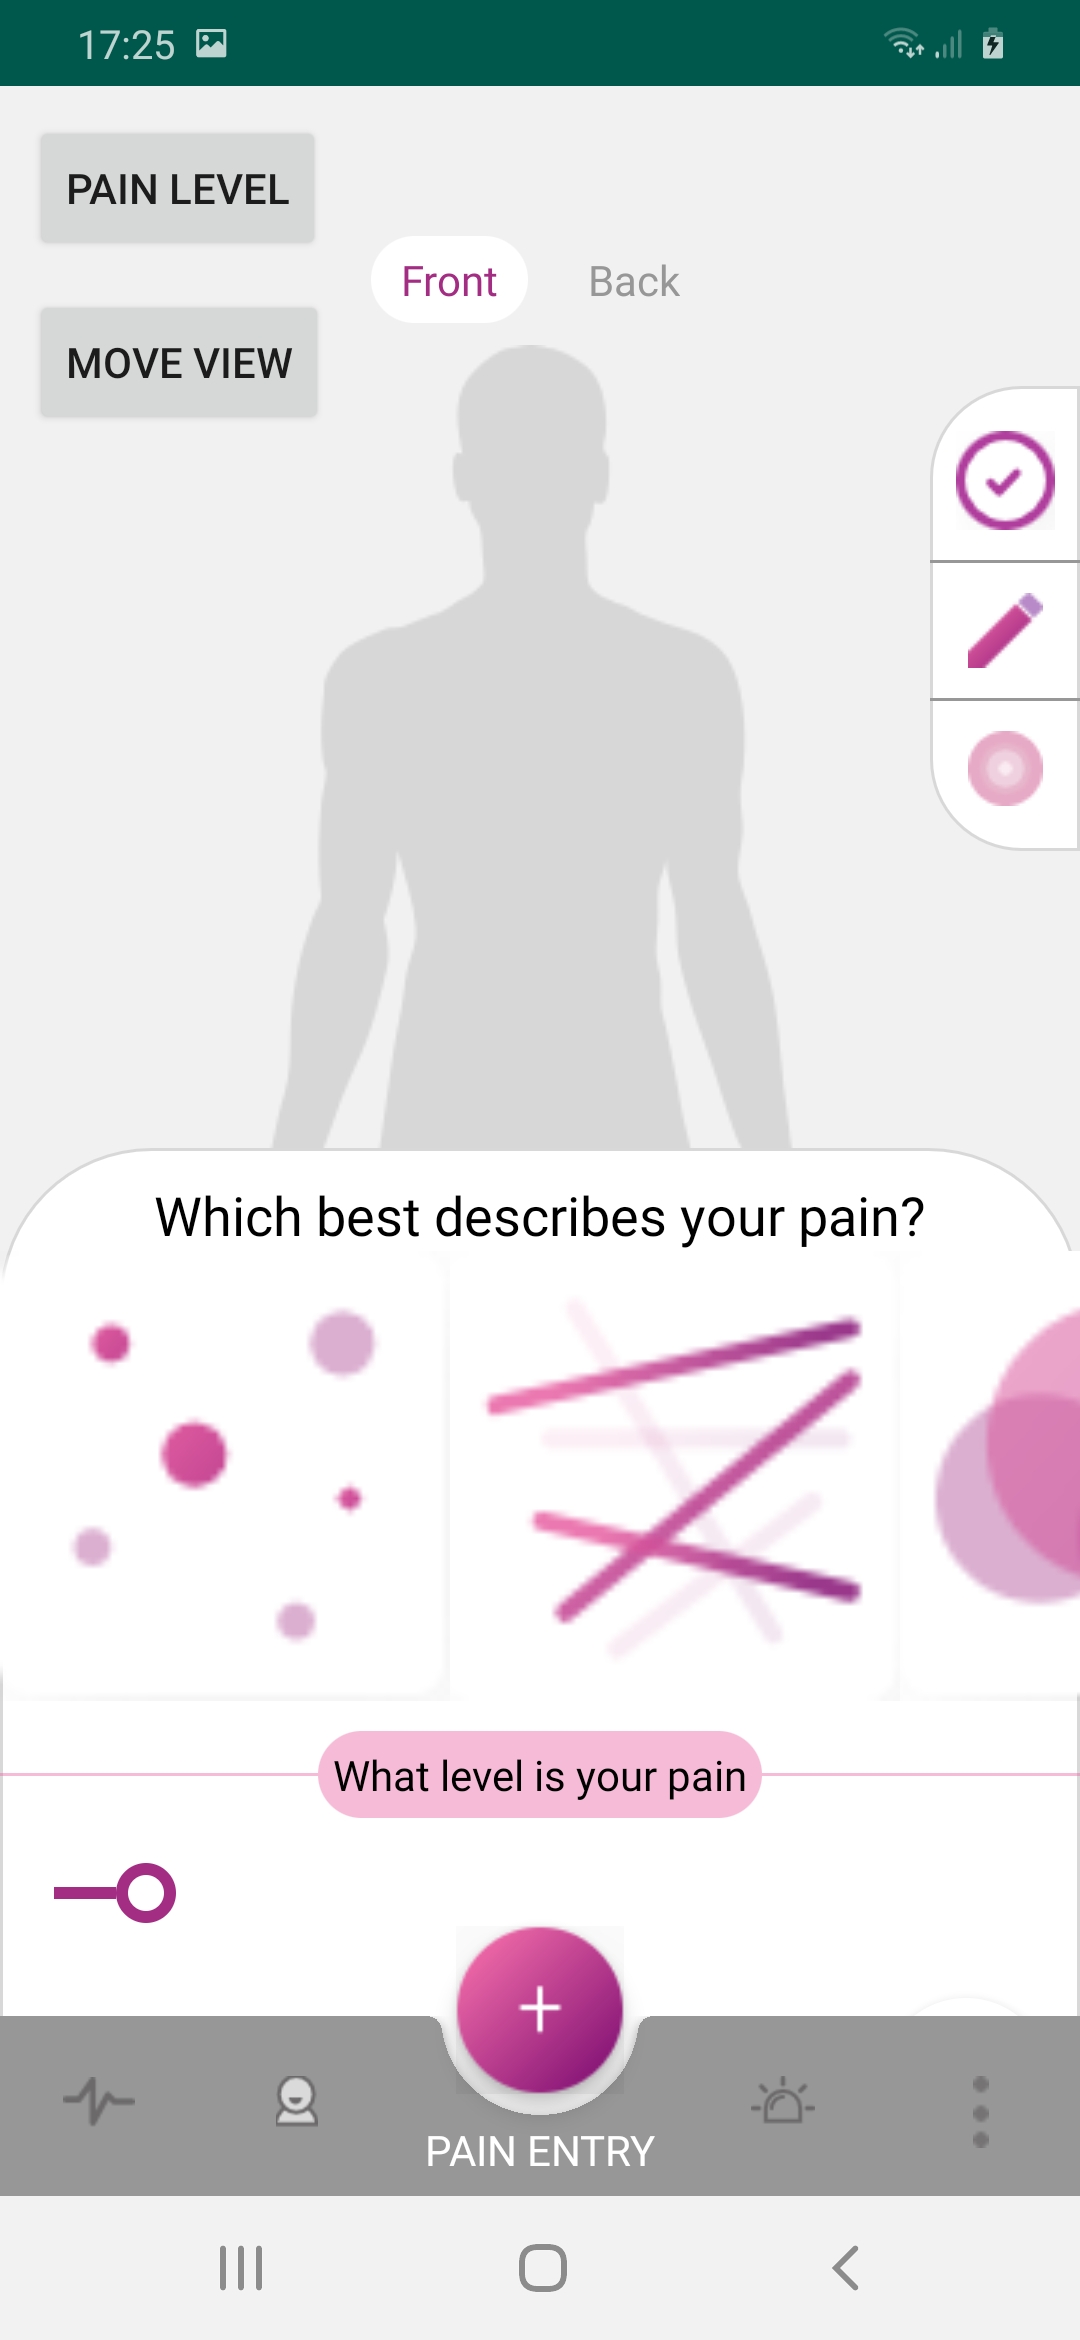 17:25
PAIN LEVEL
Front Back
MOVE VIEW
Which best describes your pain?
What level is your pain
PAIN ENTRY